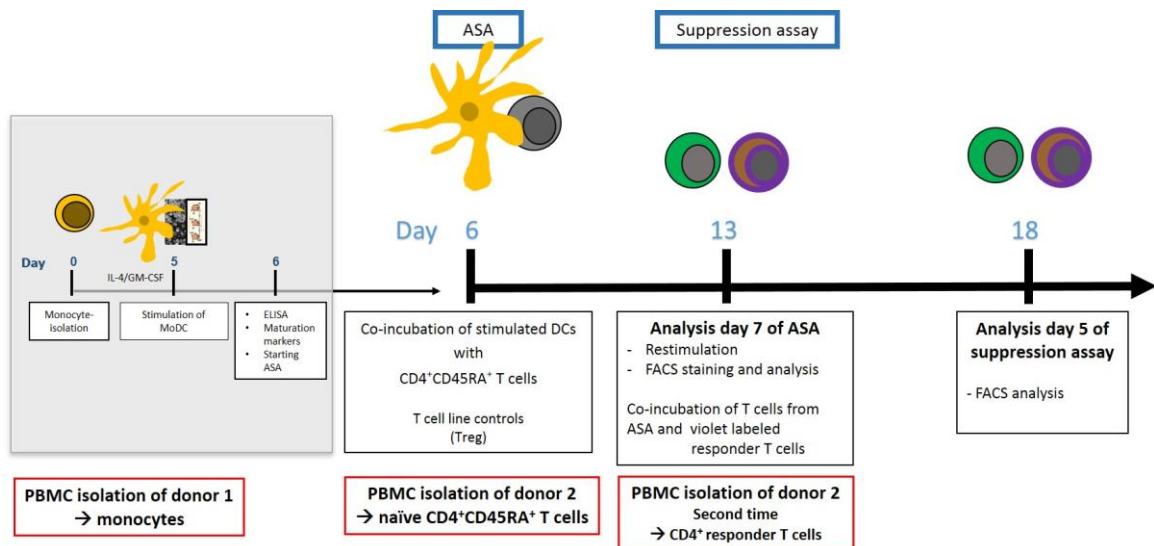 ASA
Suppression assay
Day
0
5
6
IL-4/GM-CSF
Monocyte-
isolation
Stimulation of
MoDC
• ELISA
• Maturation
markers
• Starting
ASA
Day
6
13
18
Co-incubation of stimulated DCs
with
CD4⁺CD45RA⁺ T cells
T cell line controls
(Treg)
Analysis day 7 of ASA
- Restimulation
- FACS staining and analysis
Co-incubation of T cells from
ASA and violet labeled
responder T cells
Analysis day 5 of
suppression assay
- FACS analysis
PBMC isolation of donor 1
→ monocytes
PBMC isolation of donor 2
→ naïve CD4⁺CD45RA⁺ T cells
PBMC isolation of donor 2
Second time
→ CD4⁺ responder T cells